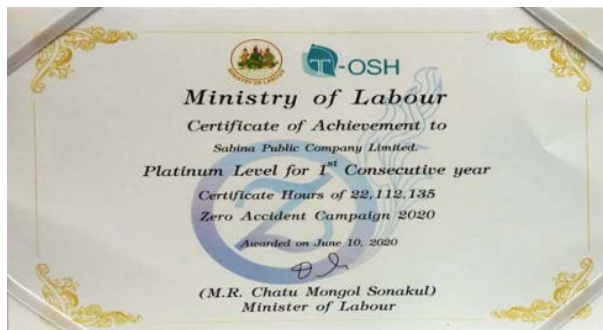 MINISTRY OF LABOUR
T-OSH
Ministry of Labour
Certificate of Achievement to
Sabina Public Company Limited.
Platinum Level for 1st Consecutive year
Certificate Hours of 22,112,135
Zero Accident Campaign 2020
Awarded on June 10, 2020
(M.R. Chatu Mongol Sonakul)
Minister of Labour